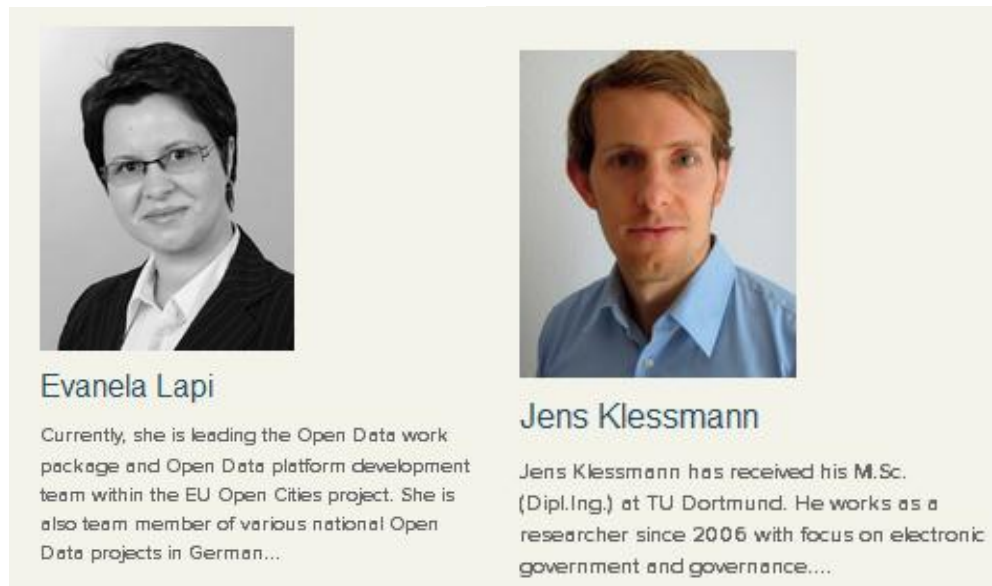 Evanela Lapi
Currently, she is leading the Open Data work
package and Open Data platform development
team within the EU Open Cities project. She is
also team member of various national Open
Data projects in German...
Jens Klessmann
Jens Klessmann has received his M.Sc.
(Dipl.Ing.) at TU Dortmund. He works as a
researcher since 2006 with focus on electronic
government and governance....